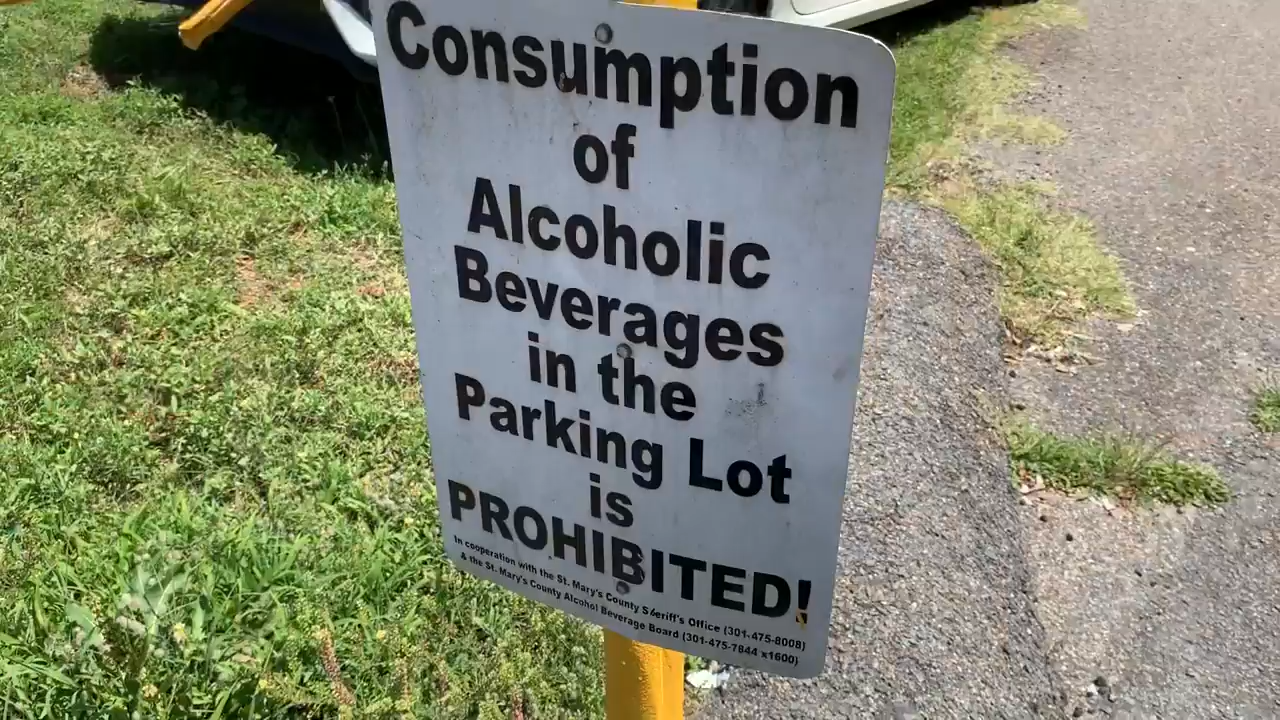 Consumption
of
Alcoholic
Beverages
in the
Parking Lot
is
PROHIBITED!
In cooperation with the St. Mary's County Sheriff's Office (301-475-8008)
& the St. Mary's County Alcohol Beverage Board (301-475-7844 x1600)